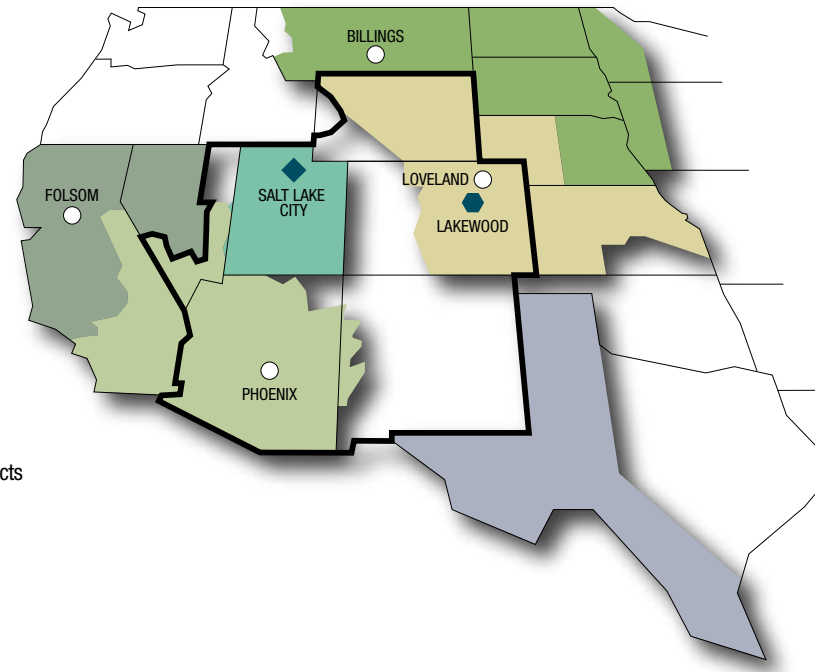 BILLINGS
LOVELAND
FOLSOM
SALT LAKE
CITY
LAKEWOOD
PHOENIX
cts